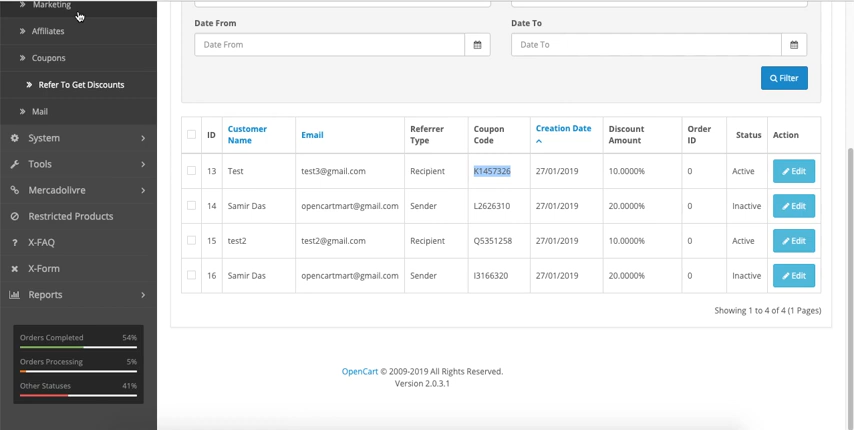 » Marketing
» Affiliates
» Coupons
» Refer To Get Discounts
» Mail
System
Tools
Mercadolivre
Restricted Products
? X-FAQ
X-Form
Reports
Orders Completed 54%
Orders Processing 5%
Other Statuses 41%
Date From
Date To
Date From
Date To
Filter
ID Customer Name Email Referrer Type Coupon Code Creation Date Discount Amount Order ID Status Action
13 Test test3@gmail.com Recipient K1457326 27/01/2019 10.0000% 0 Active Edit
14 Samir Das opencartmart@gmail.com Sender L2626310 27/01/2019 20.0000% 0 Inactive Edit
15 test2 test2@gmail.com Recipient Q5351258 27/01/2019 10.0000% 0 Active Edit
16 Samir Das opencartmart@gmail.com Sender I3166320 27/01/2019 20.0000% 0 Inactive Edit
Showing 1 to 4 of 4 (1 Pages)
OpenCart © 2009-2019 All Rights Reserved.
Version 2.0.3.1